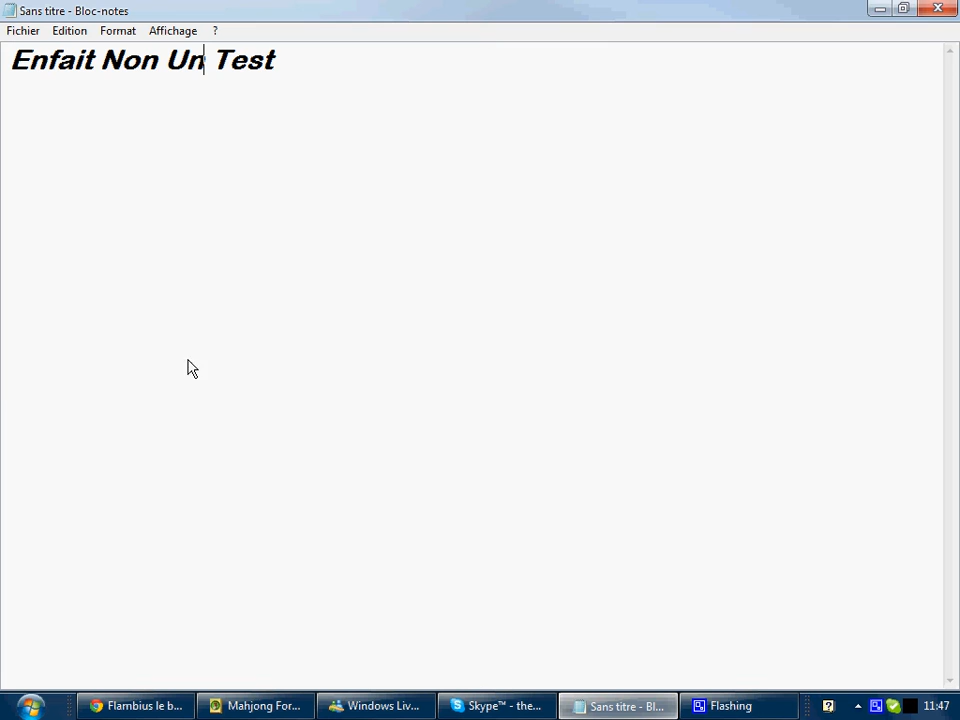 Sans titre - Bloc-notes
Fichier Edition Format Affichage ?
Enfait Non Un Test
Flambius le b... Mahjong For... Windows Liv... Skype™ - the... Sans titre - Bl... Flashing ? 11:47